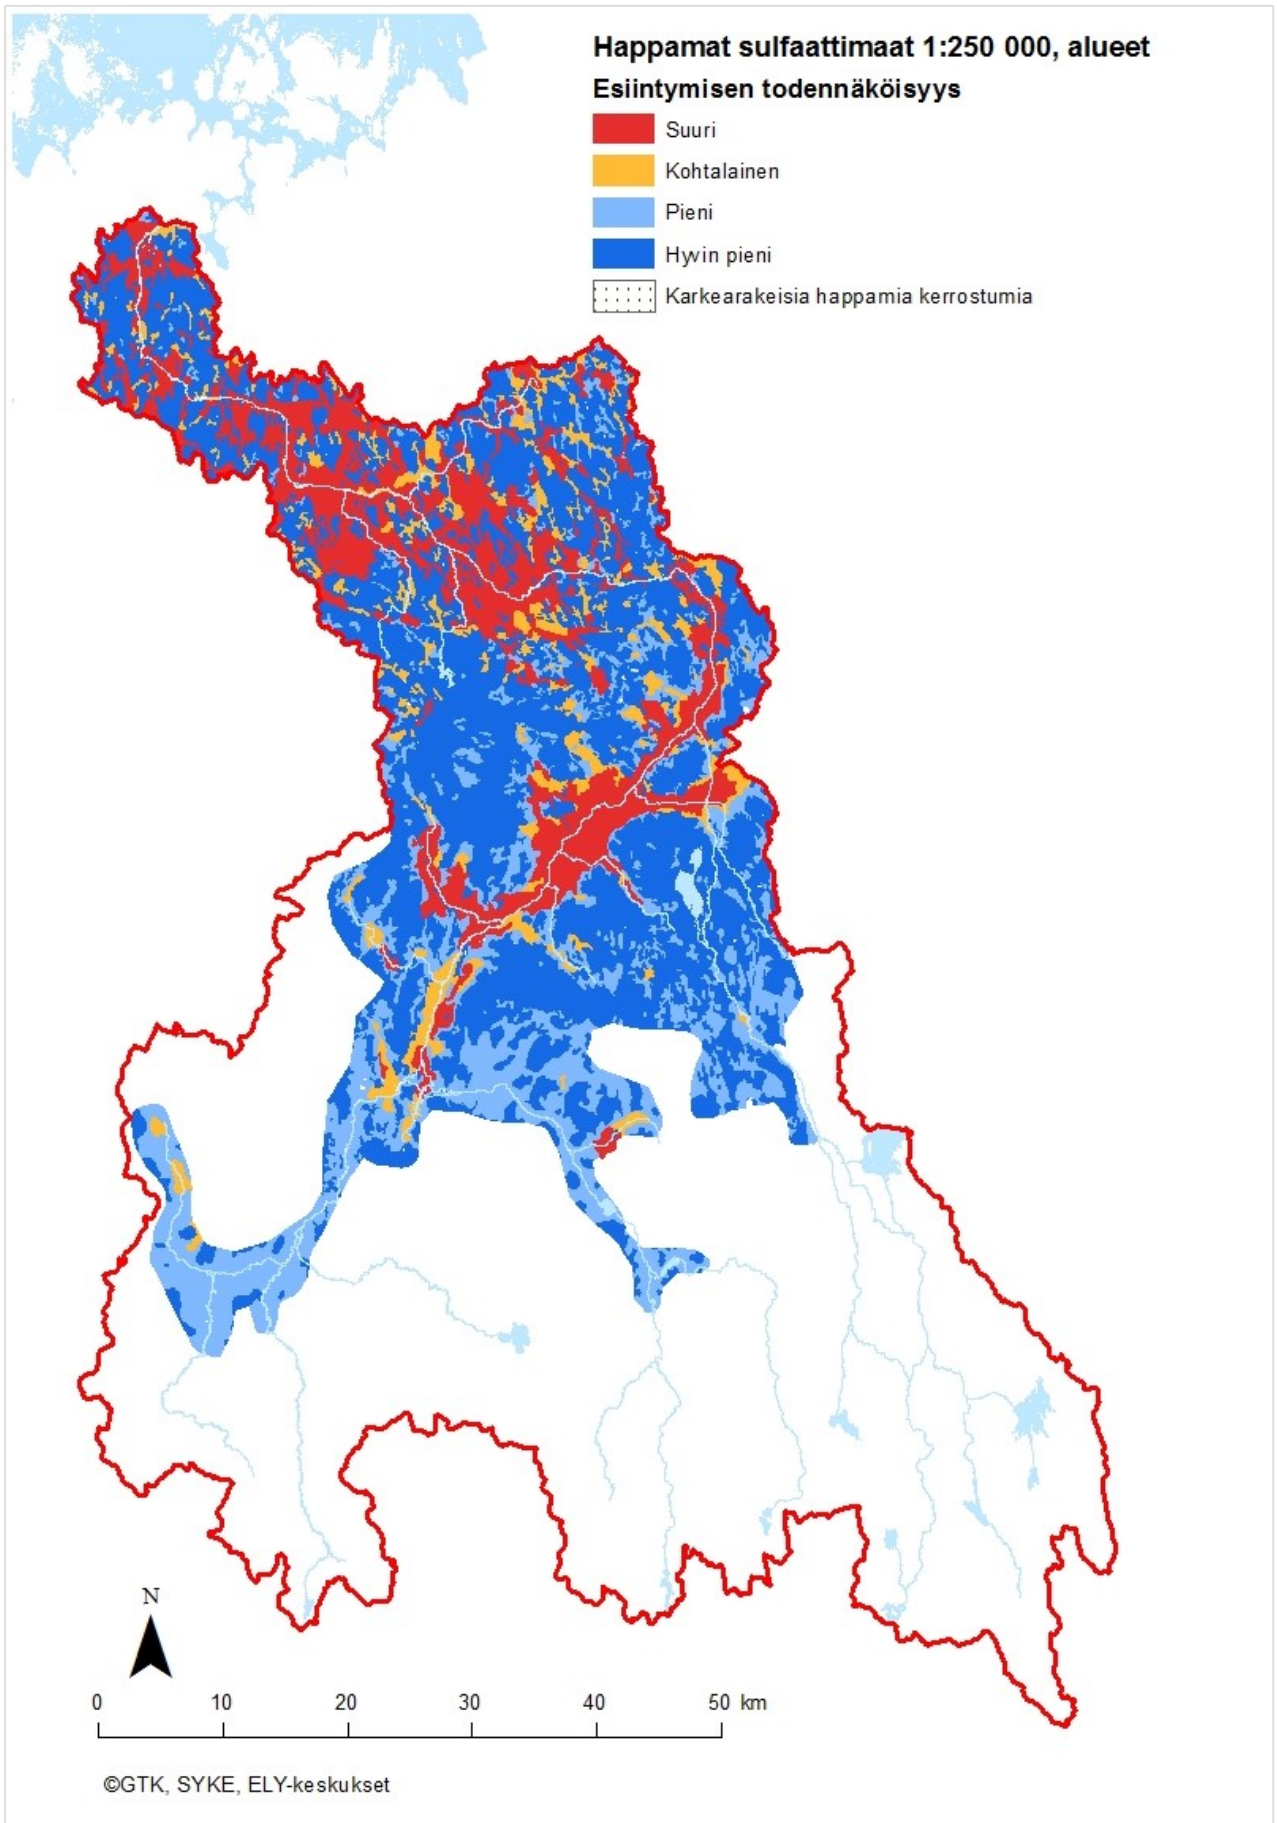 Happamat sulfaattimaat 1:250 000, alueet
Esiintymisen todennäköisyys
Suuri
Kohtalainen
Pieni
Hyvin pieni
Karkearakeisia happamia kerrostumia
N
0 10 20 30 40 50 km
©GTK, SYKE, ELY-keskukset